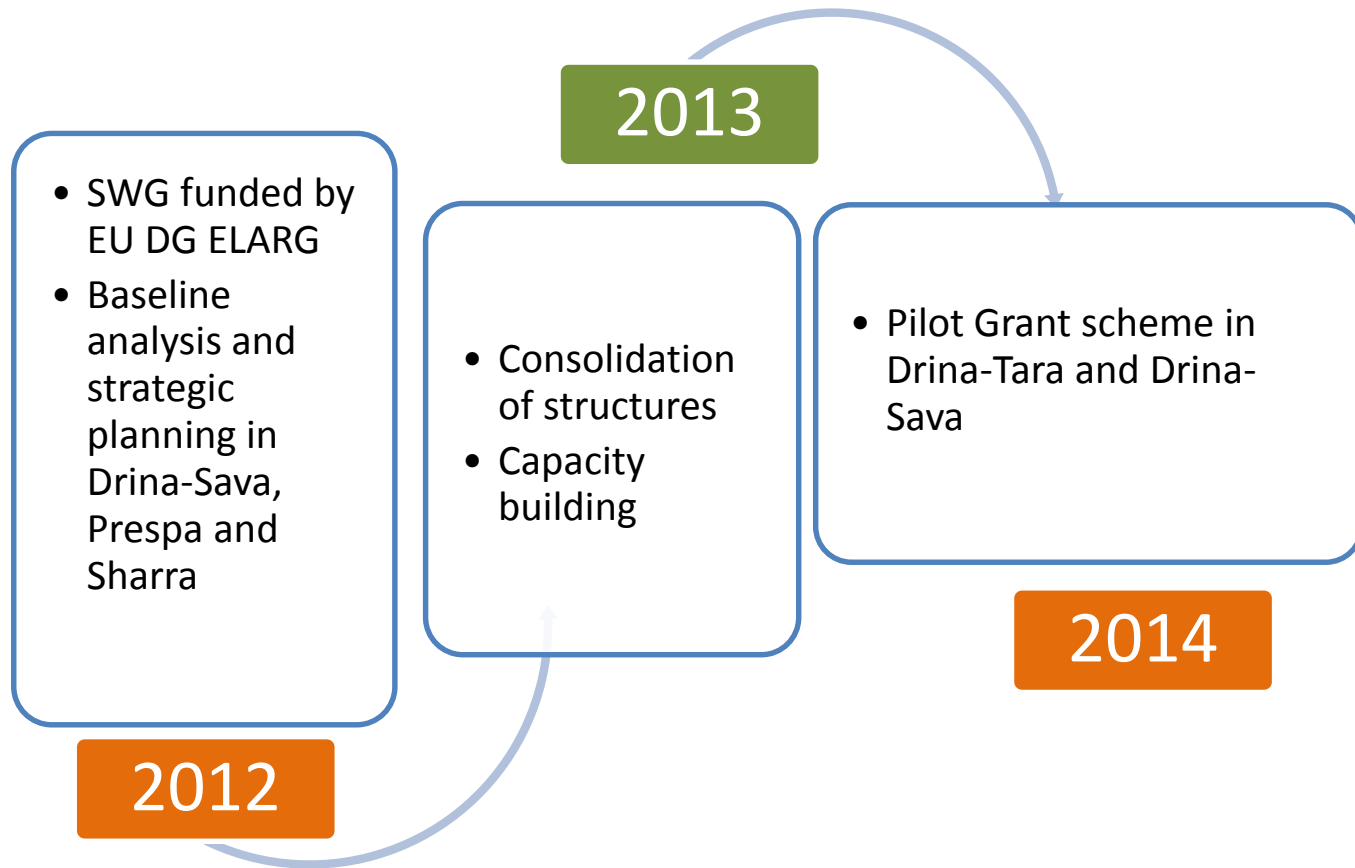 • SWG funded by
EU DG ELARG
• Baseline
analysis and
strategic
planning in
Drina-Sava,
Prespa and
Sharra
2012
2013
• Consolidation
of structures
• Capacity
building
• Pilot Grant scheme in
Drina-Tara and Drina-
Sava
2014